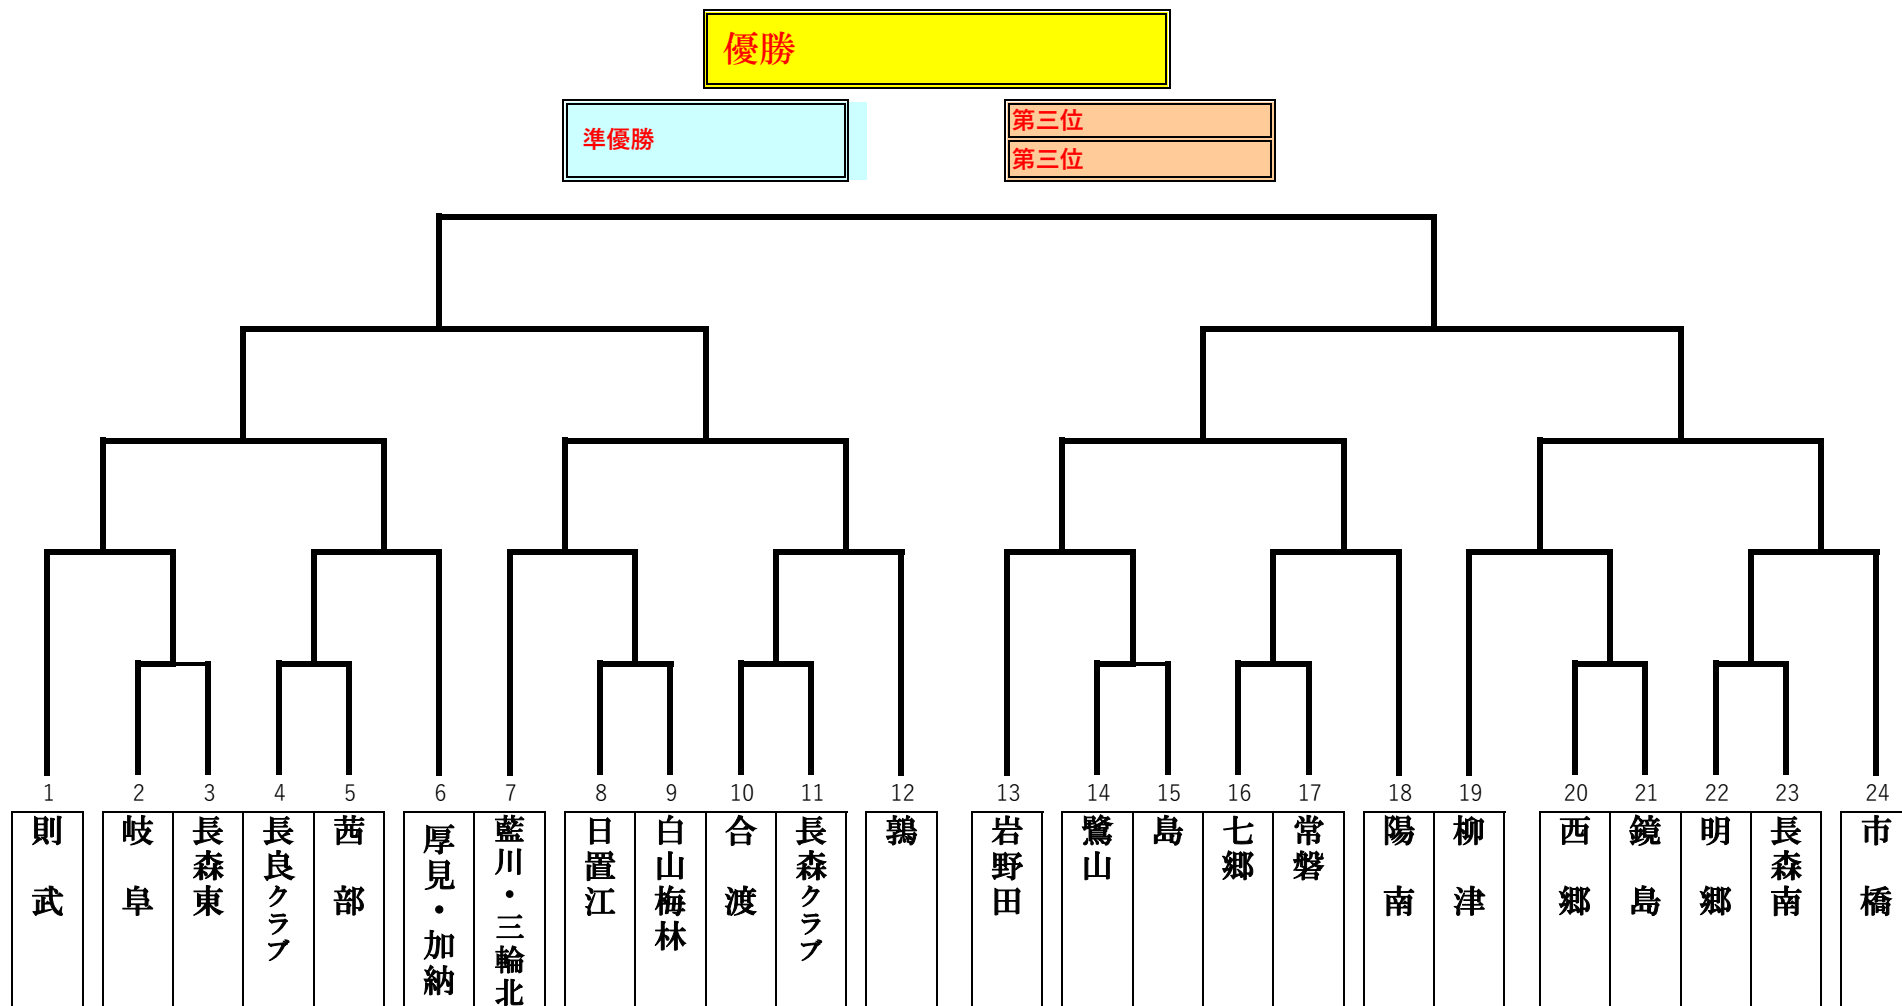 優勝
準優勝
第三位
第三位
1 2 3 4 5 6 7 8 9 10 11 12 13 14 15 16 17 18 19 20 21 22 23 24
則武
岐阜
長森東
長良クラブ
茜部
厚見・加納
藍川・三輪北
日置江
白山梅林
合渡
長森クラブ
鶉
岩野田
鷺山
島
七郷
常磐
陽南
柳津
西郷
鏡島
明郷
長森南
市橋